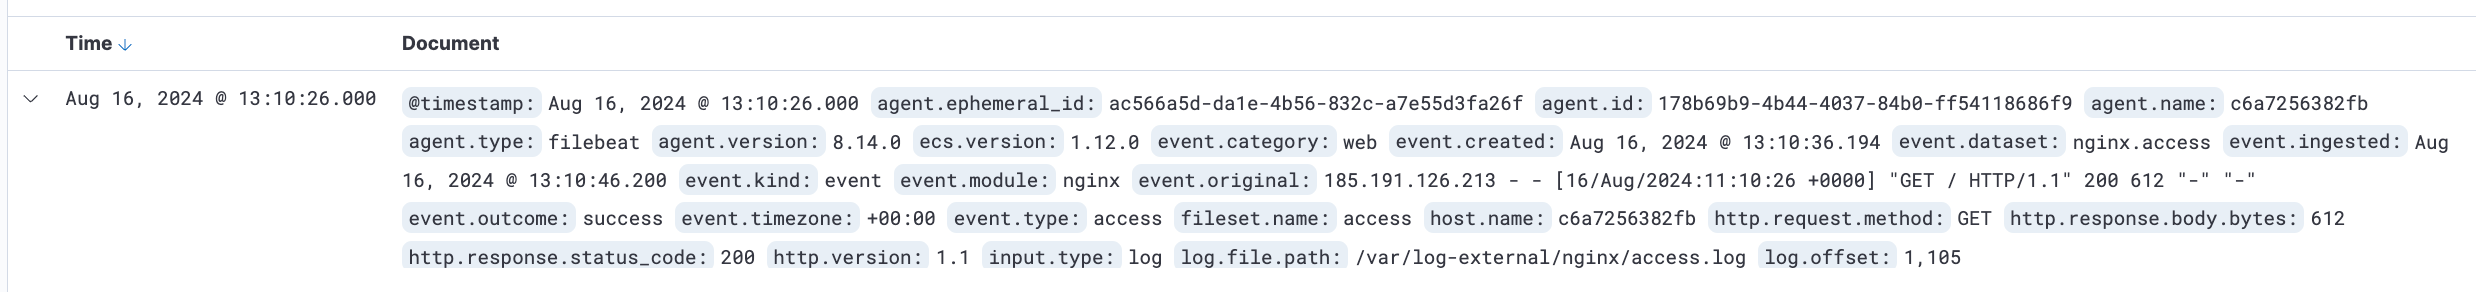 Time Document
Aug 16, 2024 @ 13:10:26.000 @timestamp: Aug 16, 2024 @ 13:10:26.000 agent.ephemeral_id: ac566a5d-da1e-4b56-832c-a7e55d3fa26f agent.id: 178b69b9-4b44-4037-84b0-ff54118686f9 agent.name: c6a7256382fb
agent.type: filebeat agent.version: 8.14.0 ecs.version: 1.12.0 event.category: web event.created: Aug 16, 2024 @ 13:10:36.194 event.dataset: nginx.access event.ingested: Aug
16, 2024 @ 13:10:46.200 event.kind: event event.module: nginx event.original: 185.191.126.213 - - [16/Aug/2024:11:10:26 +0000] "GET / HTTP/1.1" 200 612 "-" "-"
event.outcome: success event.timezone: +00:00 event.type: access fileset.name: access host.name: c6a7256382fb http.request.method: GET http.response.body.bytes: 612
http.response.status_code: 200 http.version: 1.1 input.type: log log.file.path: /var/log-external/nginx/access.log log.offset: 1,105